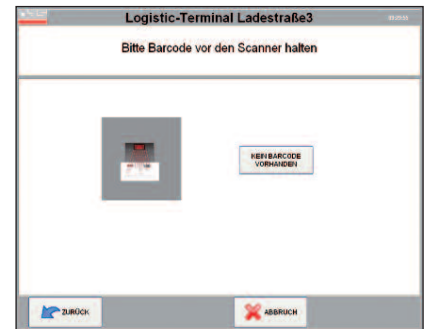 Logistic-Terminal Ladestraße3
Bitte Barcode vor den Scanner halten
KEIN BARCODE
VORHANDEN
ZURÜCK
ABBRUCH